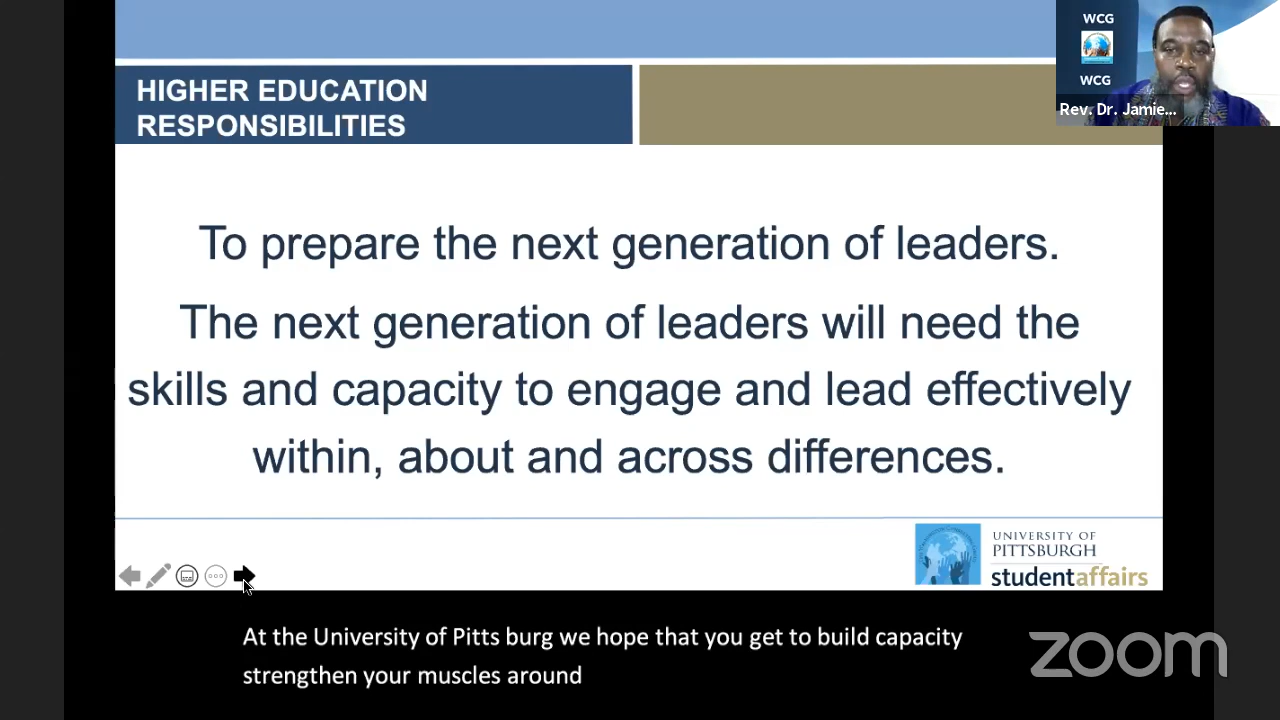 WCG
WCG
Rev. Dr. Jamie...
HIGHER EDUCATION
RESPONSIBILITIES
To prepare the next generation of leaders.
The next generation of leaders will need the
skills and capacity to engage and lead effectively
within, about and across differences.
UNIVERSITY OF
PITTSBURGH
studentaffairs
At the University of Pitts burg we hope that you get to build capacity
strengthen your muscles around
zoom